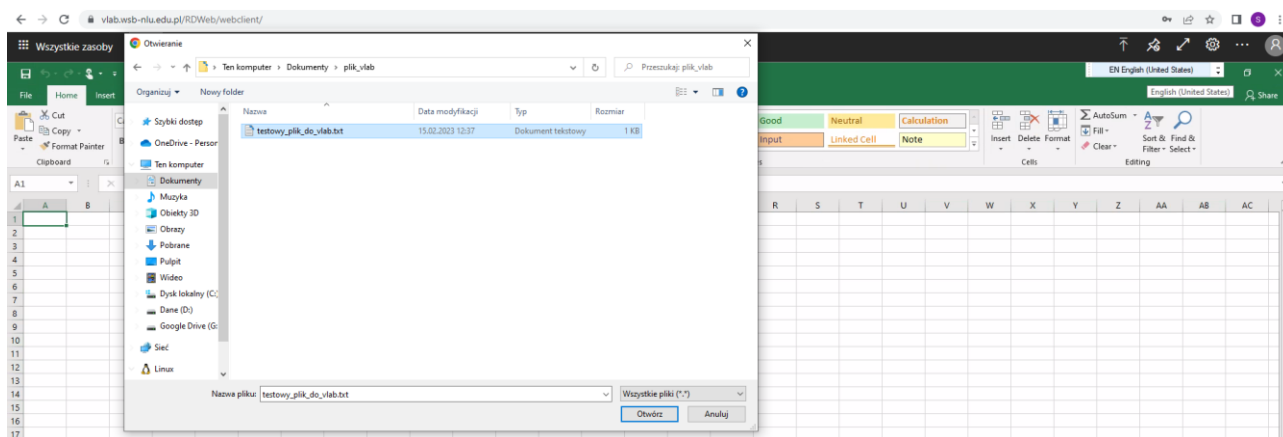 vlab.wsb-nlu.edu.pl/RDWeb/webclient/
S
Wszystkie zasoby
Otwieranie
Ten komputer > Dokumenty > plik_vlab
Przeszukaj: plik_vlab
Organizuj
Nowy folder
Nazwa
Data modyfikacji
Typ
Rozmiar
testowy_plik_do_vlab.txt
15.02.2023 12:37
Dokument tekstowy
1 KB
Szybki dostęp
OneDrive - Person
Ten komputer
Dokumenty
Muzyka
Obiekty 3D
Obrazy
Pobrane
Pulpit
Wideo
Dysk lokalny (C:)
Dane (D:)
Google Drive (G:
Sieć
Linux
Nazwa pliku:
testowy_plik_do_vlab.txt
Wszystkie pliki (*.*)
Otwórz
Anuluj
EN English (United States)
English (United States)
Share
File
Home
Insert
Paste
Cut
Copy
Format Painter
Clipboard
Good
Neutral
Calculation
Input
Linked Cell
Note
Insert
Delete
Format
Cells
AutoSum
Fill
Clear
Sort & Filter
Find & Select
Editing
A1
A B R S T U V W X Y Z AA AB AC
1
2
3
4
5
6
7
8
9
10
11
12
13
14
15
16
17